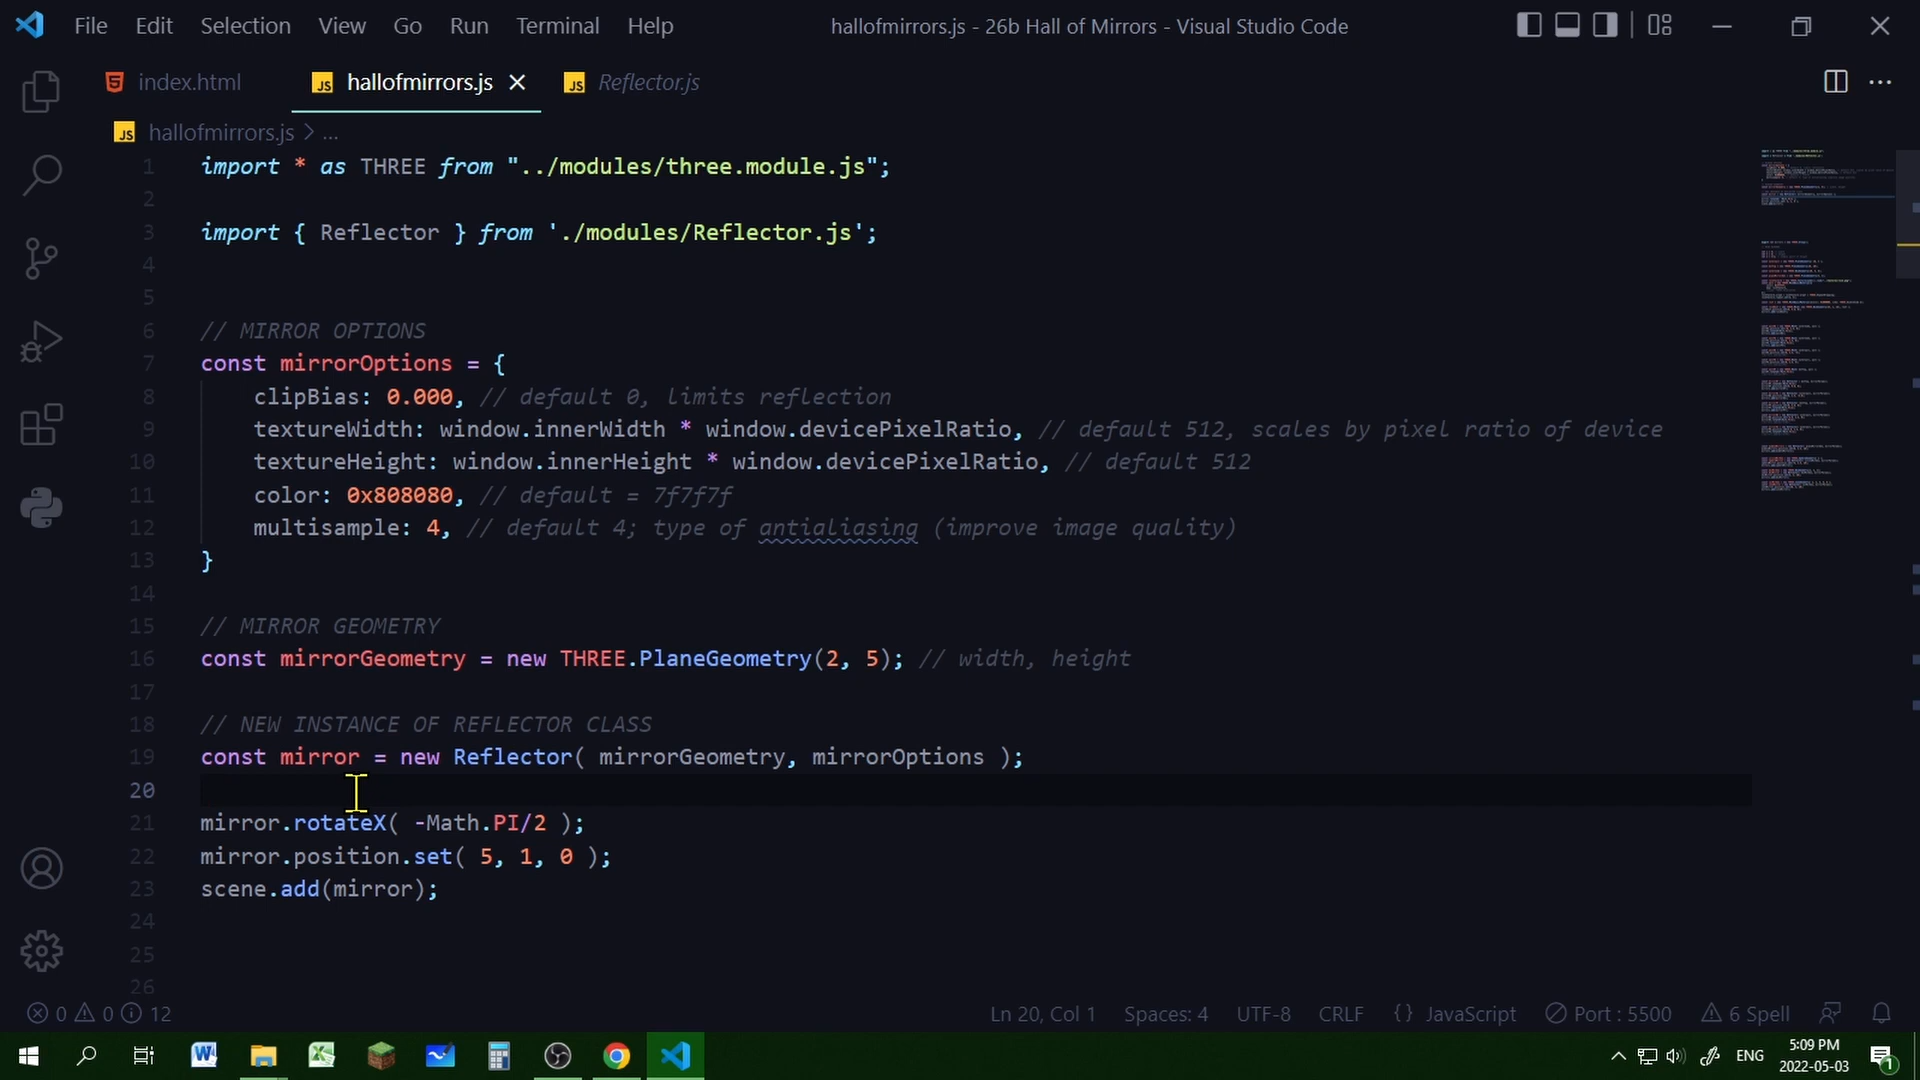 File Edit Selection View Go Run Terminal Help
hallofmirrors.js - 26b Hall of Mirrors - Visual Studio Code
index.html
JS hallofmirrors.js
JS Reflector.js
JS hallofmirrors.js > ...
1 import * as THREE from "../modules/three.module.js";
2
3 import { Reflector } from './modules/Reflector.js';
4
5
6 // MIRROR OPTIONS
7 const mirrorOptions = {
8 clipBias: 0.000, // default 0, limits reflection
9 textureWidth: window.innerWidth * window.devicePixelRatio, // default 512, scales by pixel ratio of device
10 textureHeight: window.innerHeight * window.devicePixelRatio, // default 512
11 color: 0x808080, // default = 7f7f7f
12 multisample: 4, // default 4; type of antialiasing (improve image quality)
13 }
14
15 // MIRROR GEOMETRY
16 const mirrorGeometry = new THREE.PlaneGeometry(2, 5); // width, height
17
18 // NEW INSTANCE OF REFLECTOR CLASS
19 const mirror = new Reflector( mirrorGeometry, mirrorOptions );
20
21 mirror.rotateX( -Math.PI/2 );
22 mirror.position.set( 5, 1, 0 );
23 scene.add(mirror);
24
25
26
0 0 12
Ln 20, Col 1 Spaces: 4 UTF-8 CRLF {} JavaScript Port : 5500 6 Spell
ENG
5:09 PM
2022-05-03
1